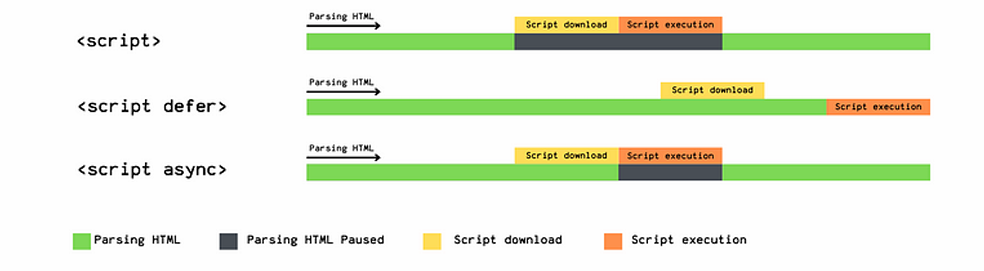 Parsing HTML
Script download Script execution
<script>
Parsing HTML
Script download
<script defer>
Script execution
Parsing HTML
Script download Script execution
<script async>
Parsing HTML Parsing HTML Paused Script download Script execution